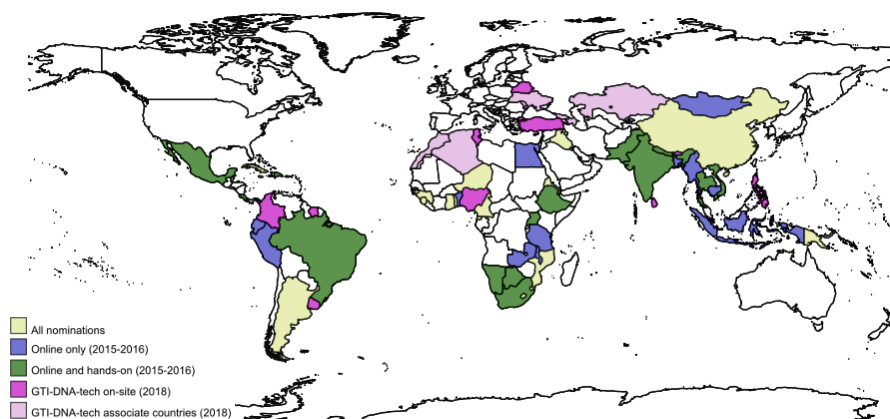 All nominations
Online only (2015-2016)
Online and hands-on (2015-2016)
GTI-DNA-tech on-site (2018)
GTI-DNA-tech associate countries (2018)